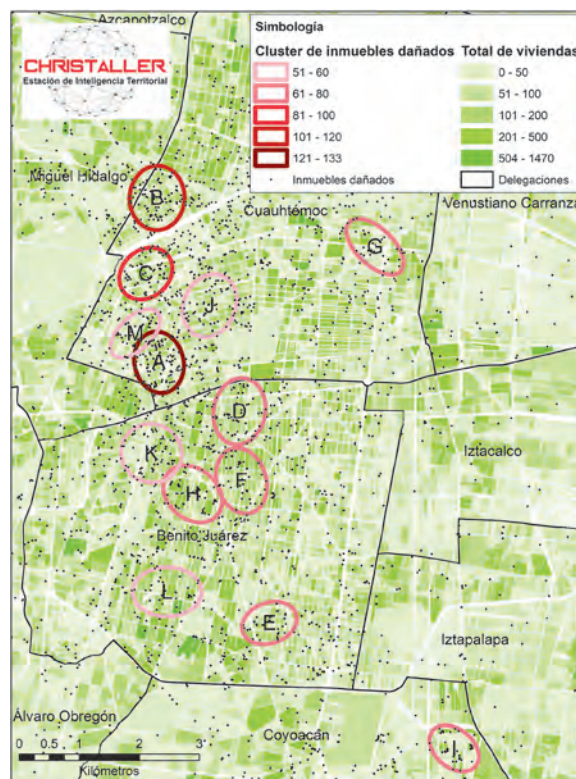 Azcapotzalco
CHRISTALLER
Estación de Inteligencia Territorial
Simbología
Cluster de inmuebles dañados
51 - 60
61 - 80
81 - 100
101 - 120
121 - 133
Inmuebles dañados
Total de viviendas
0 - 50
51 - 100
101 - 200
201 - 500
504 - 1470
Delegaciones
Miguel Hidalgo
B
Cuauhtémoc
Venustiano Carranza
G
C
J
M
A
D
K
Iztacalco
F
H
Benito Juárez
L
E
Iztapalapa
Álvaro Obregón
Coyoacán
I
0 0.5 1 2 3
Kilómetros